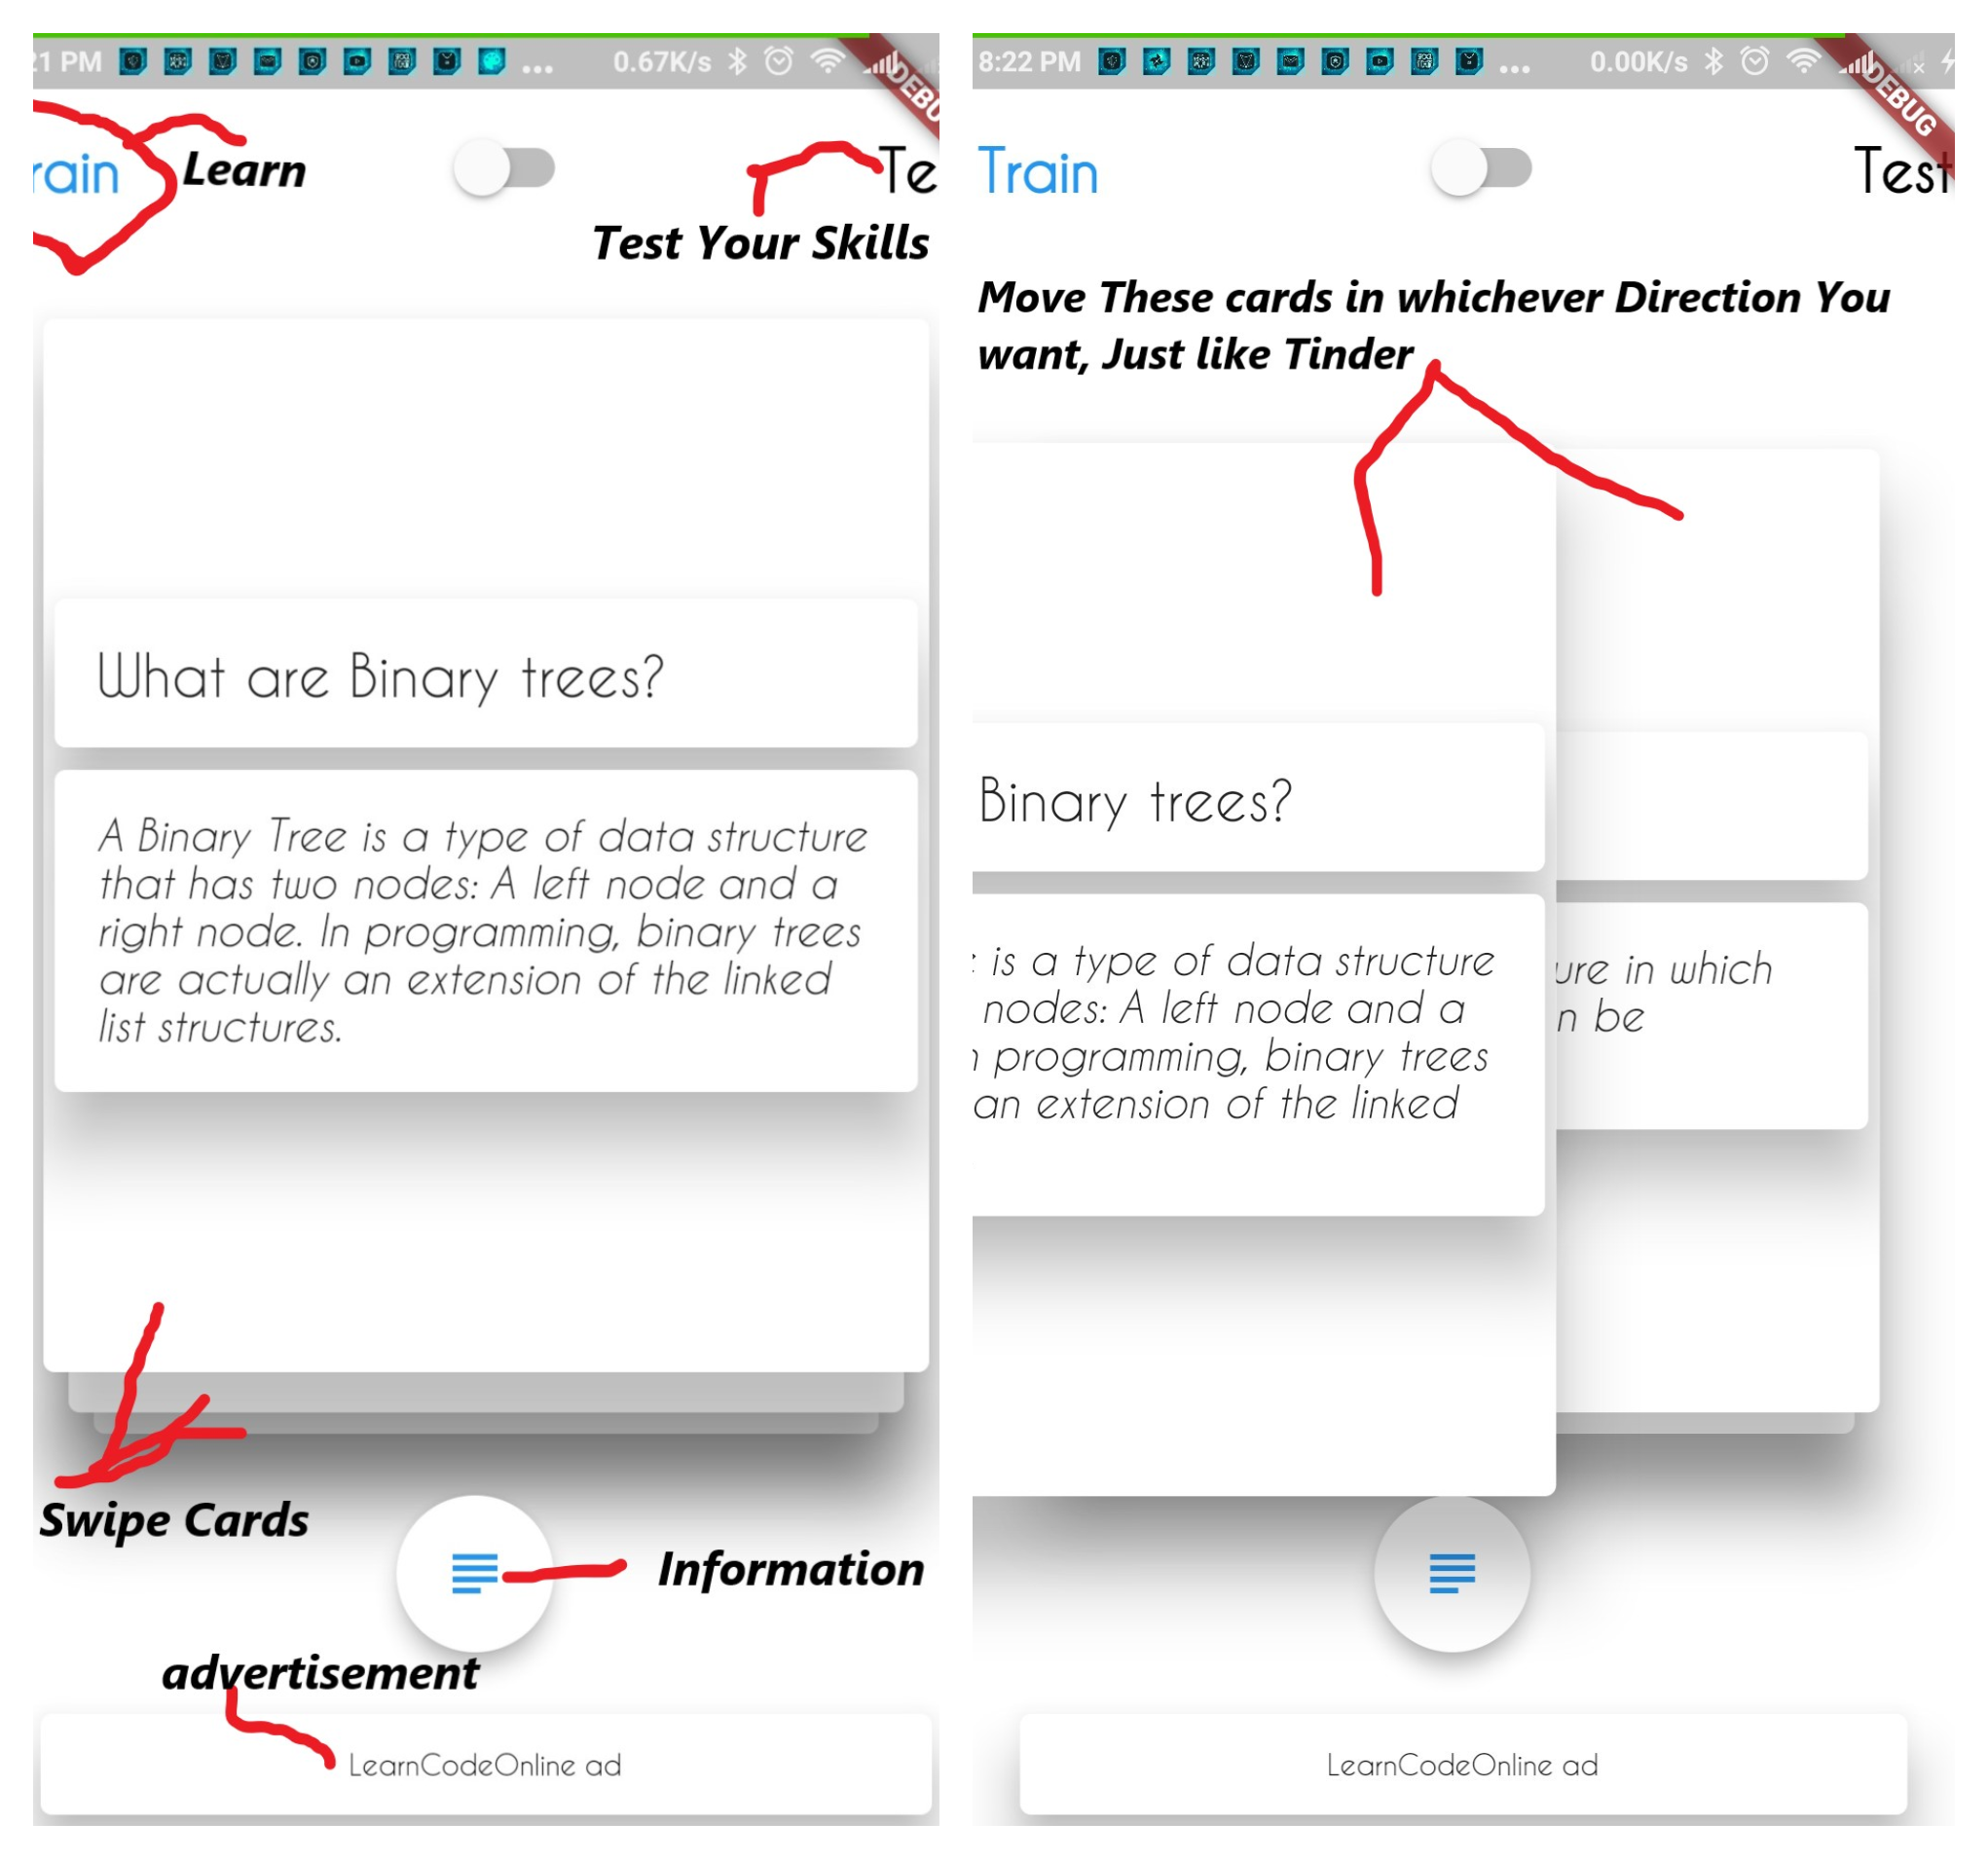 21 PM ... 0.67K/s
DEBU
rain Learn Te
Test Your Skills
What are Binary trees?
A Binary Tree is a type of data structure
that has two nodes: A left node and a
right node. In programming, binary trees
are actually an extension of the linked
list structures.
Swipe Cards
Information
advertisement
LearnCodeOnline ad
8:22 PM ... 0.00K/s
DEBUG
Train Test
Move These cards in whichever Direction You
want, Just like Tinder
Binary trees?
is a type of data structure
nodes: A left node and a
programming, binary trees
an extension of the linked
ure in which
n be
LearnCodeOnline ad